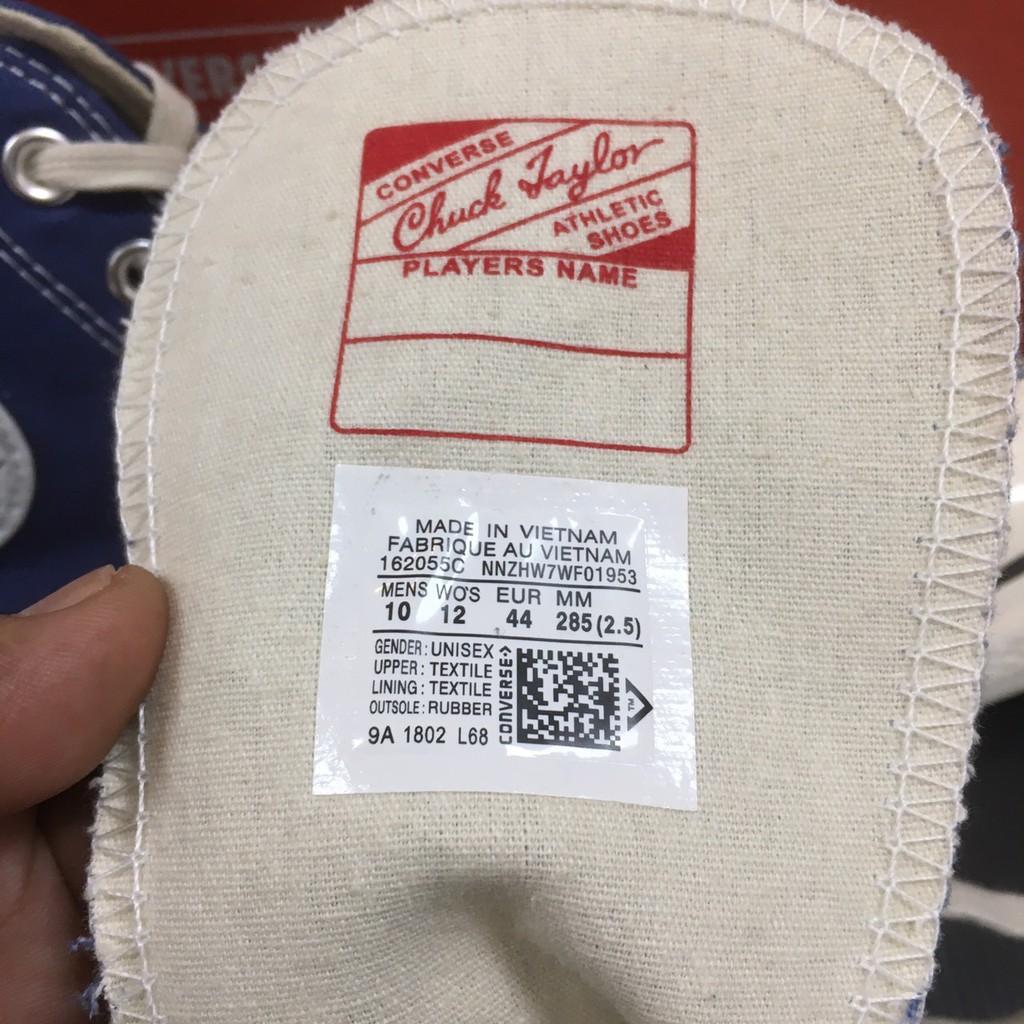 CONVERSE
Chuck Taylor
ATHLETIC
SHOES
PLAYERS NAME
MADE IN VIETNAM
FABRIQUE AU VIETNAM
162055C NNZHW7WF01953
MENS WO'S EUR MM
10 12 44 285 (2.5)
GENDER: UNISEX
UPPER: TEXTILE
LINING: TEXTILE
OUTSOLE: RUBBER
CONVERSE
TM
9A 1802 L68